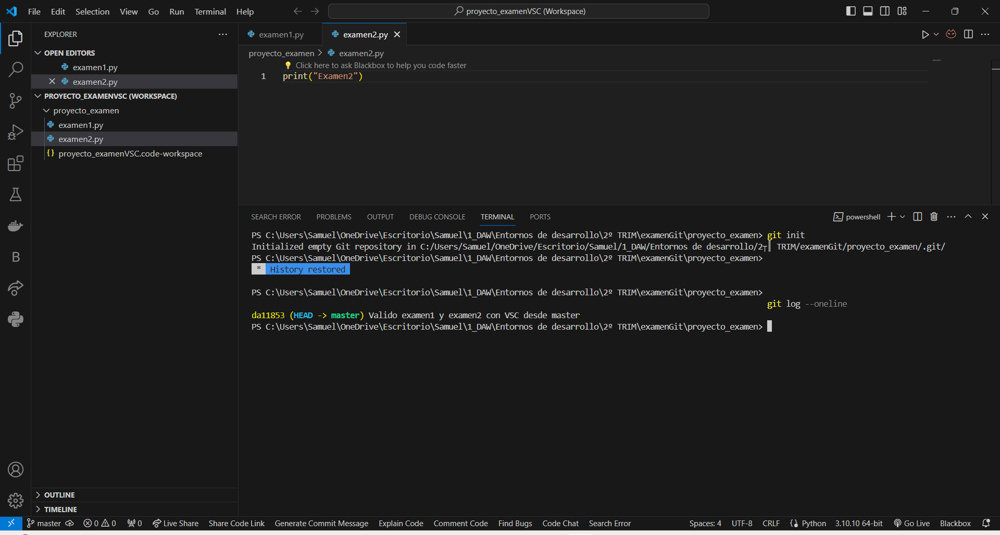 File Edit Selection View Go Run Terminal Help
proyecto_examenVSC (Workspace)
EXPLORER
OPEN EDITORS
examen1.py
examen2.py
PROYECTO_EXAMENVSC (WORKSPACE)
proyecto_examen
examen1.py
examen2.py
{} proyecto_examenVSC.code-workspace
OUTLINE
TIMELINE
examen1.py
examen2.py
proyecto_examen > examen2.py
Click here to ask Blackbox to help you code faster
1 print("Examen2")
SEARCH ERROR PROBLEMS OUTPUT DEBUG CONSOLE TERMINAL PORTS
powershell
PS C:\Users\Samuel\OneDrive\Escritorio\Samuel\1_DAW\Entornos de desarrollo\2º TRIM\examenGit\proyecto_examen> git init
Initialized empty Git repository in C:/Users/Samuel/OneDrive/Escritorio/Samuel/1_DAW/Entornos de desarrollo/2┬║ TRIM/examenGit/proyecto_examen/.git/
PS C:\Users\Samuel\OneDrive\Escritorio\Samuel\1_DAW\Entornos de desarrollo\2º TRIM\examenGit\proyecto_examen>
* History restored
PS C:\Users\Samuel\OneDrive\Escritorio\Samuel\1_DAW\Entornos de desarrollo\2º TRIM\examenGit\proyecto_examen>
git log --oneline
da11853 (HEAD -> master) Valido examen1 y examen2 con VSC desde master
PS C:\Users\Samuel\OneDrive\Escritorio\Samuel\1_DAW\Entornos de desarrollo\2º TRIM\examenGit\proyecto_examen>
master 0 0 0 Live Share Share Code Link Generate Commit Message Explain Code Comment Code Find Bugs Code Chat Search Error Spaces: 4 UTF-8 CRLF Python 3.10.10 64-bit Go Live Blackbox